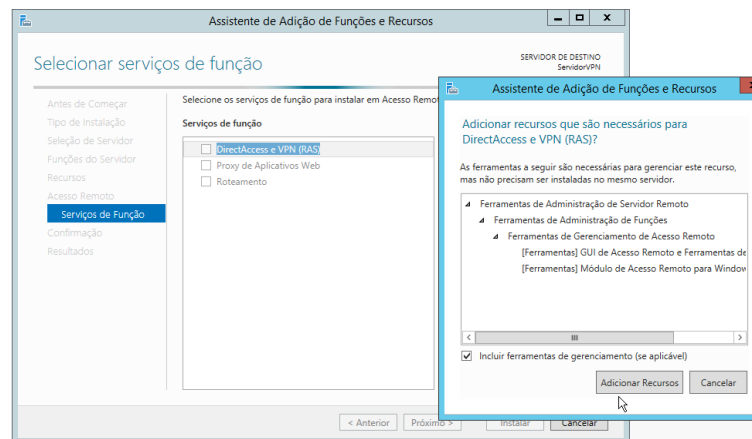 Assistente de Adição de Funções e Recursos
Selecionar serviços de função
SERVIDOR DE DESTINO
ServidorVPN
Antes de Começar
Tipo de Instalação
Seleção de Servidor
Funções do Servidor
Recursos
Acesso Remoto
Serviços de Função
Confirmação
Resultados
Selecione os serviços de função para instalar em Acesso
Serviços de função
DirectAccess e VPN (RAS)
Proxy de Aplicativos Web
Roteamento
< Anterior
Próximo >
Instalar
Cancelar
Assistente de Adição de Funções e Recursos
Adicionar recursos que são necessários para
DirectAccess e VPN (RAS)?
As ferramentas a seguir são necessárias para gerenciar este recurso,
mas não precisam ser instaladas no mesmo servidor.
Ferramentas de Administração de Servidor Remoto
Ferramentas de Administração de Funções
Ferramentas de Gerenciamento de Acesso Remoto
[Ferramentas] GUI de Acesso Remoto e Ferramentas de
[Ferramentas] Módulo de Acesso Remoto para
Incluir ferramentas de gerenciamento (se aplicável)
Adicionar Recursos
Cancelar